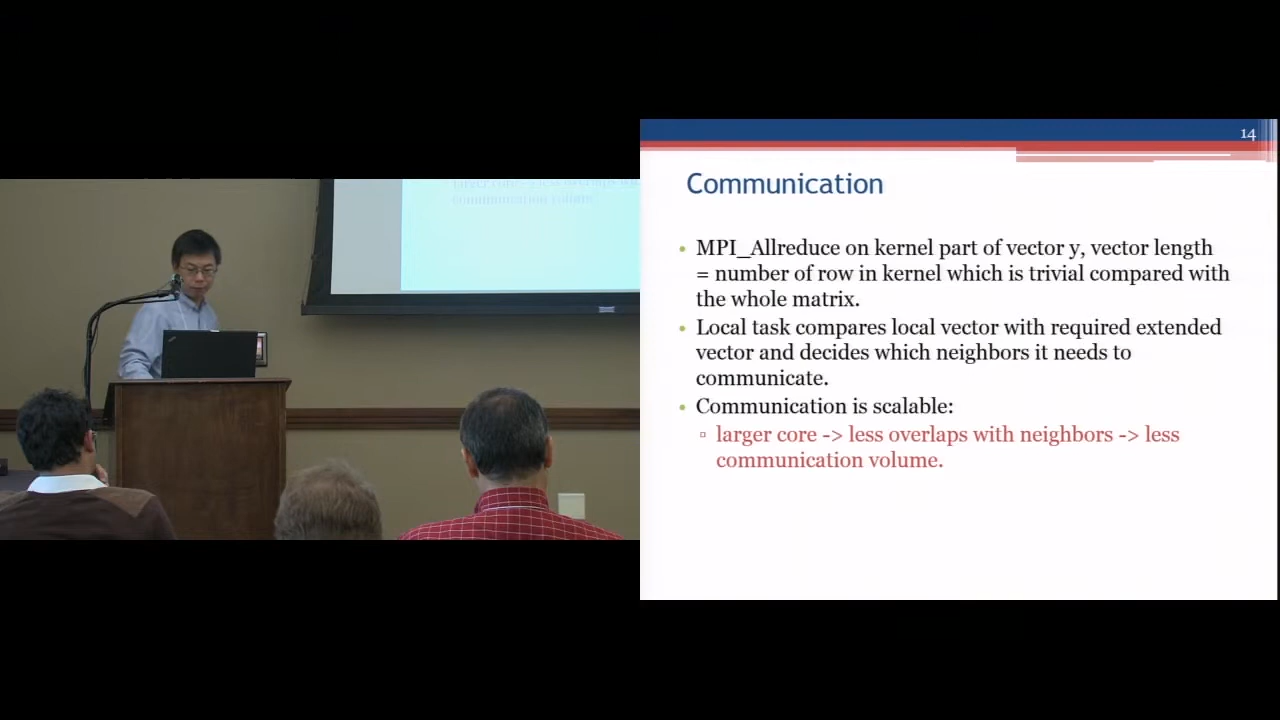 14
Communication
• MPI_Allreduce on kernel part of vector y, vector length
= number of row in kernel which is trivial compared with
the whole matrix.
• Local task compares local vector with required extended
vector and decides which neighbors it needs to
communicate.
• Communication is scalable:
▫ larger core -> less overlaps with neighbors -> less
communication volume.
communication volume.